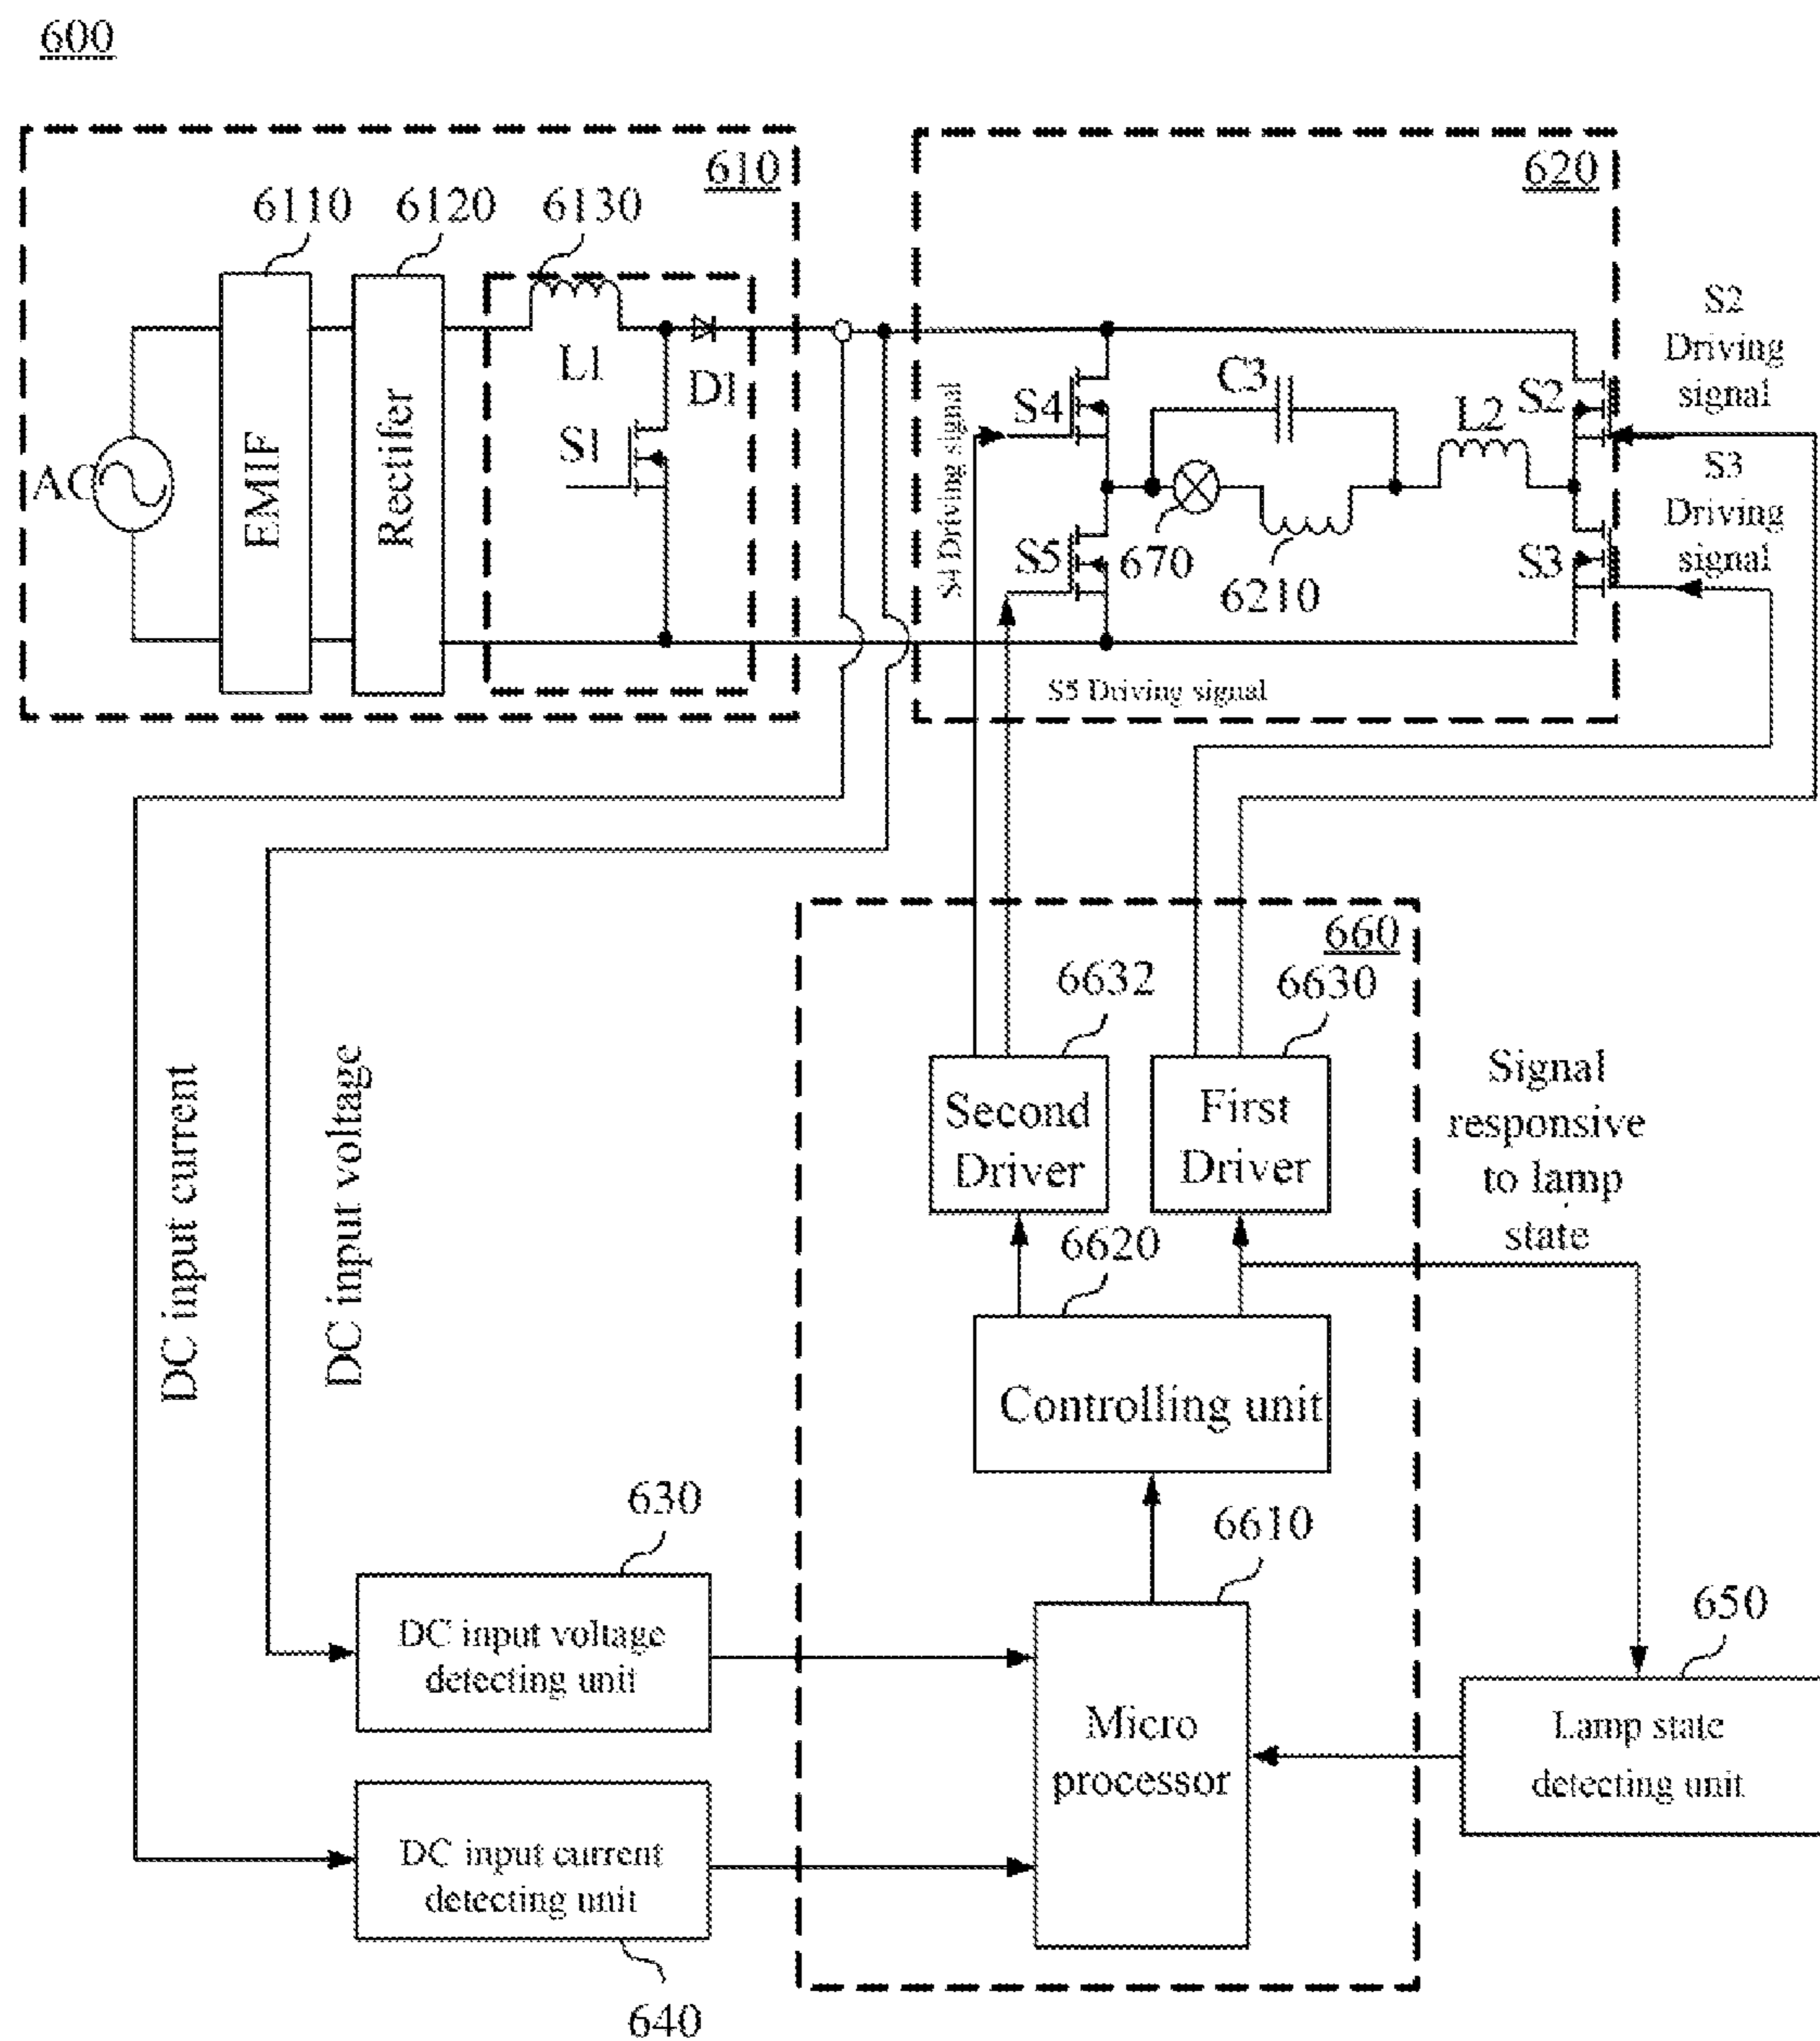 600
610
620
6110
6120
6130
S2
Driving
signal
L1
D1
S4
C3
L2
S2
S4 Driving signal
S1
AC
EMIF
Rectifer
S3
Driving
signal
S5
670
6210
S3
S5 Driving signal
660
6632
6630
DC input current
DC input voltage
Second
Driver
First
Driver
Signal
responsive
to lamp
state
6620
Controlling unit
630
6610
650
DC input voltage
detecting unit
Micro
processor
Lamp state
detecting unit
DC input current
detecting unit
640